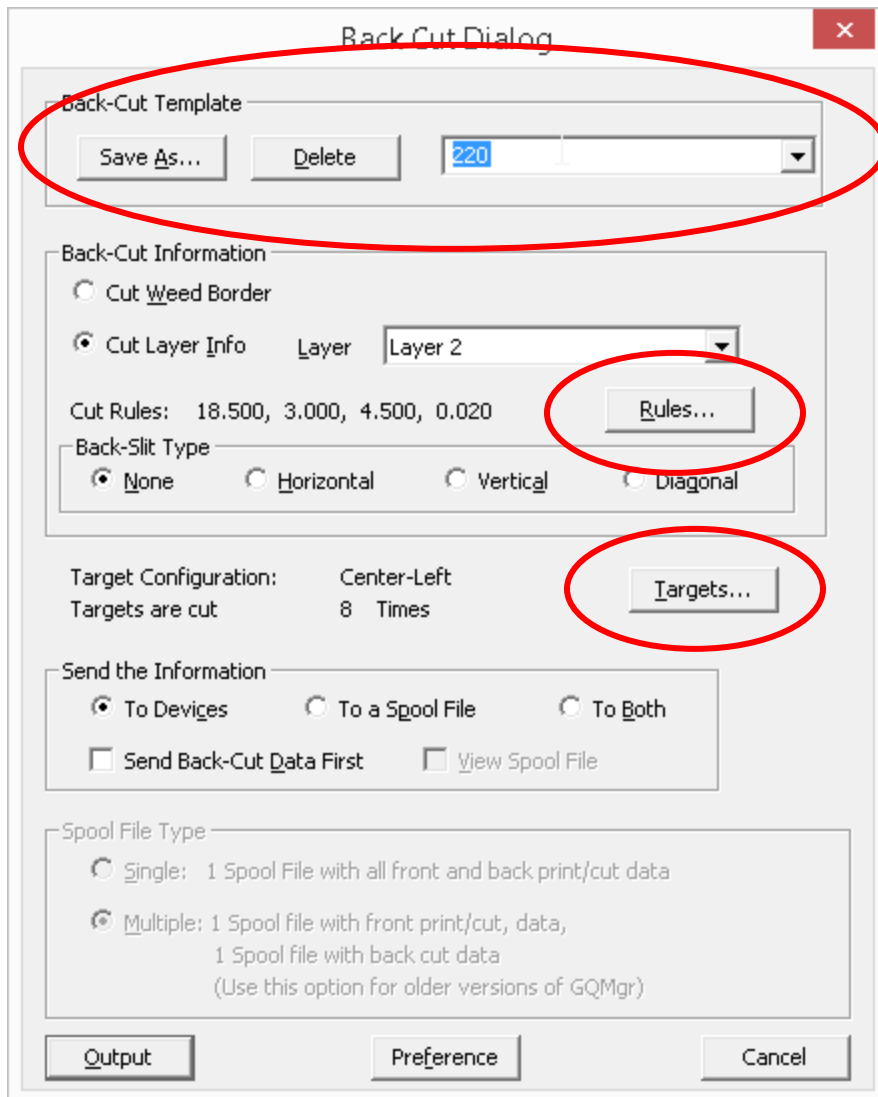 Back Cut Dialog
Back-Cut Template
Save As... Delete 220
Back-Cut Information
Cut Weed Border
Cut Layer Info Layer Layer 2
Cut Rules: 18.500, 3.000, 4.500, 0.020 Rules...
Back-Slit Type
None Horizontal Vertical Diagonal
Target Configuration: Center-Left Targets...
Targets are cut 8 Times
Send the Information
To Devices To a Spool File To Both
Send Back-Cut Data First View Spool File
Spool File Type
Single: 1 Spool File with all front and back print/cut data
Multiple: 1 Spool file with front print/cut, data,
1 Spool file with back cut data
(Use this option for older versions of GQMgr)
Output Preference Cancel